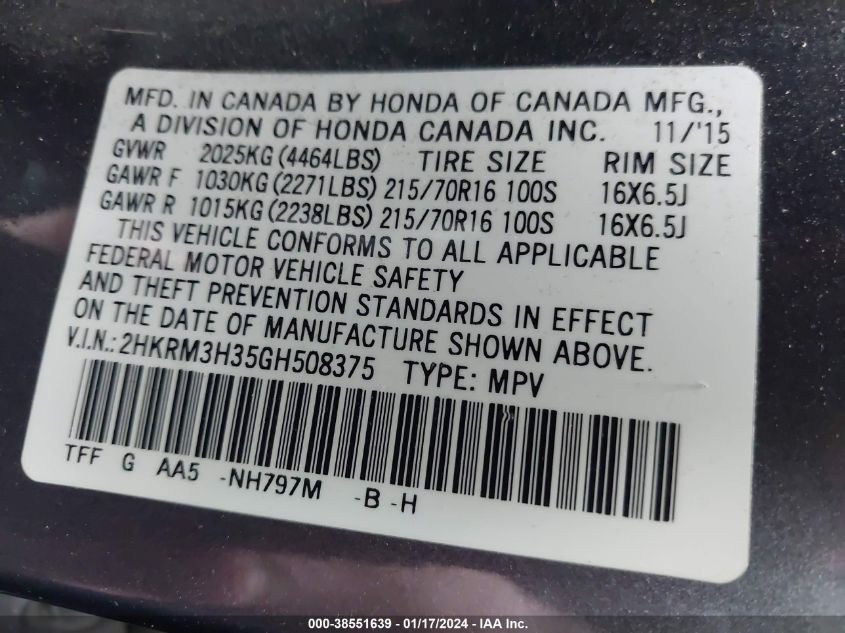 MFD. IN CANADA BY HONDA OF CANADA MFG.,
A DIVISION OF HONDA CANADA INC. 11/'15
GVWR 2025KG (4464LBS) TIRE SIZE RIM SIZE
GAWR F 1030KG (2271LBS) 215/70R16 100S 16X6.5J
GAWR R 1015KG (2238LBS) 215/70R16 100S 16X6.5J
THIS VEHICLE CONFORMS TO ALL APPLICABLE
FEDERAL MOTOR VEHICLE SAFETY
AND THEFT PREVENTION STANDARDS IN EFFECT
ON THE DATE OF MANUFACTURE SHOWN ABOVE.
V.I.N.: 2HKRM3H35GH508375 TYPE: MPV
TFF G AA5 -NH797M -B -H
000-38551639 - 01/17/2024 - IAA Inc.